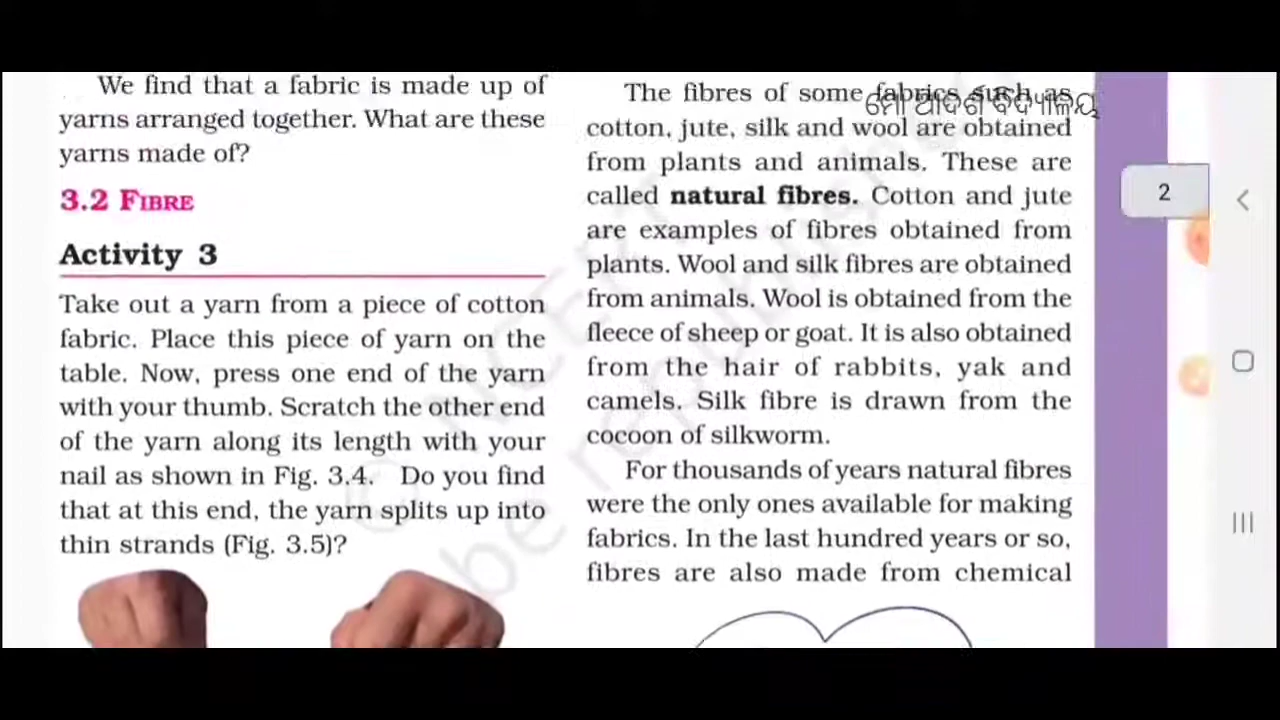 We find that a fabric is made up of
yarns arranged together. What are these
yarns made of?
3.2 FIBRE
Activity 3
Take out a yarn from a piece of cotton
fabric. Place this piece of yarn on the
table. Now, press one end of the yarn
with your thumb. Scratch the other end
of the yarn along its length with your
nail as shown in Fig. 3.4. Do you find
that at this end, the yarn splits up into
thin strands (Fig. 3.5)?
The fibres of some fabrics such as
ମୋ ଆଦର୍ଶ ବିଦ୍ୟାଳୟ
cotton, jute, silk and wool are obtained
from plants and animals. These are
called natural fibres. Cotton and jute
are examples of fibres obtained from
plants. Wool and silk fibres are obtained
from animals. Wool is obtained from the
fleece of sheep or goat. It is also obtained
from the hair of rabbits, yak and
camels. Silk fibre is drawn from the
cocoon of silkworm.
For thousands of years natural fibres
were the only ones available for making
fabrics. In the last hundred years or so,
fibres are also made from chemical
2
© NCERT
be republished